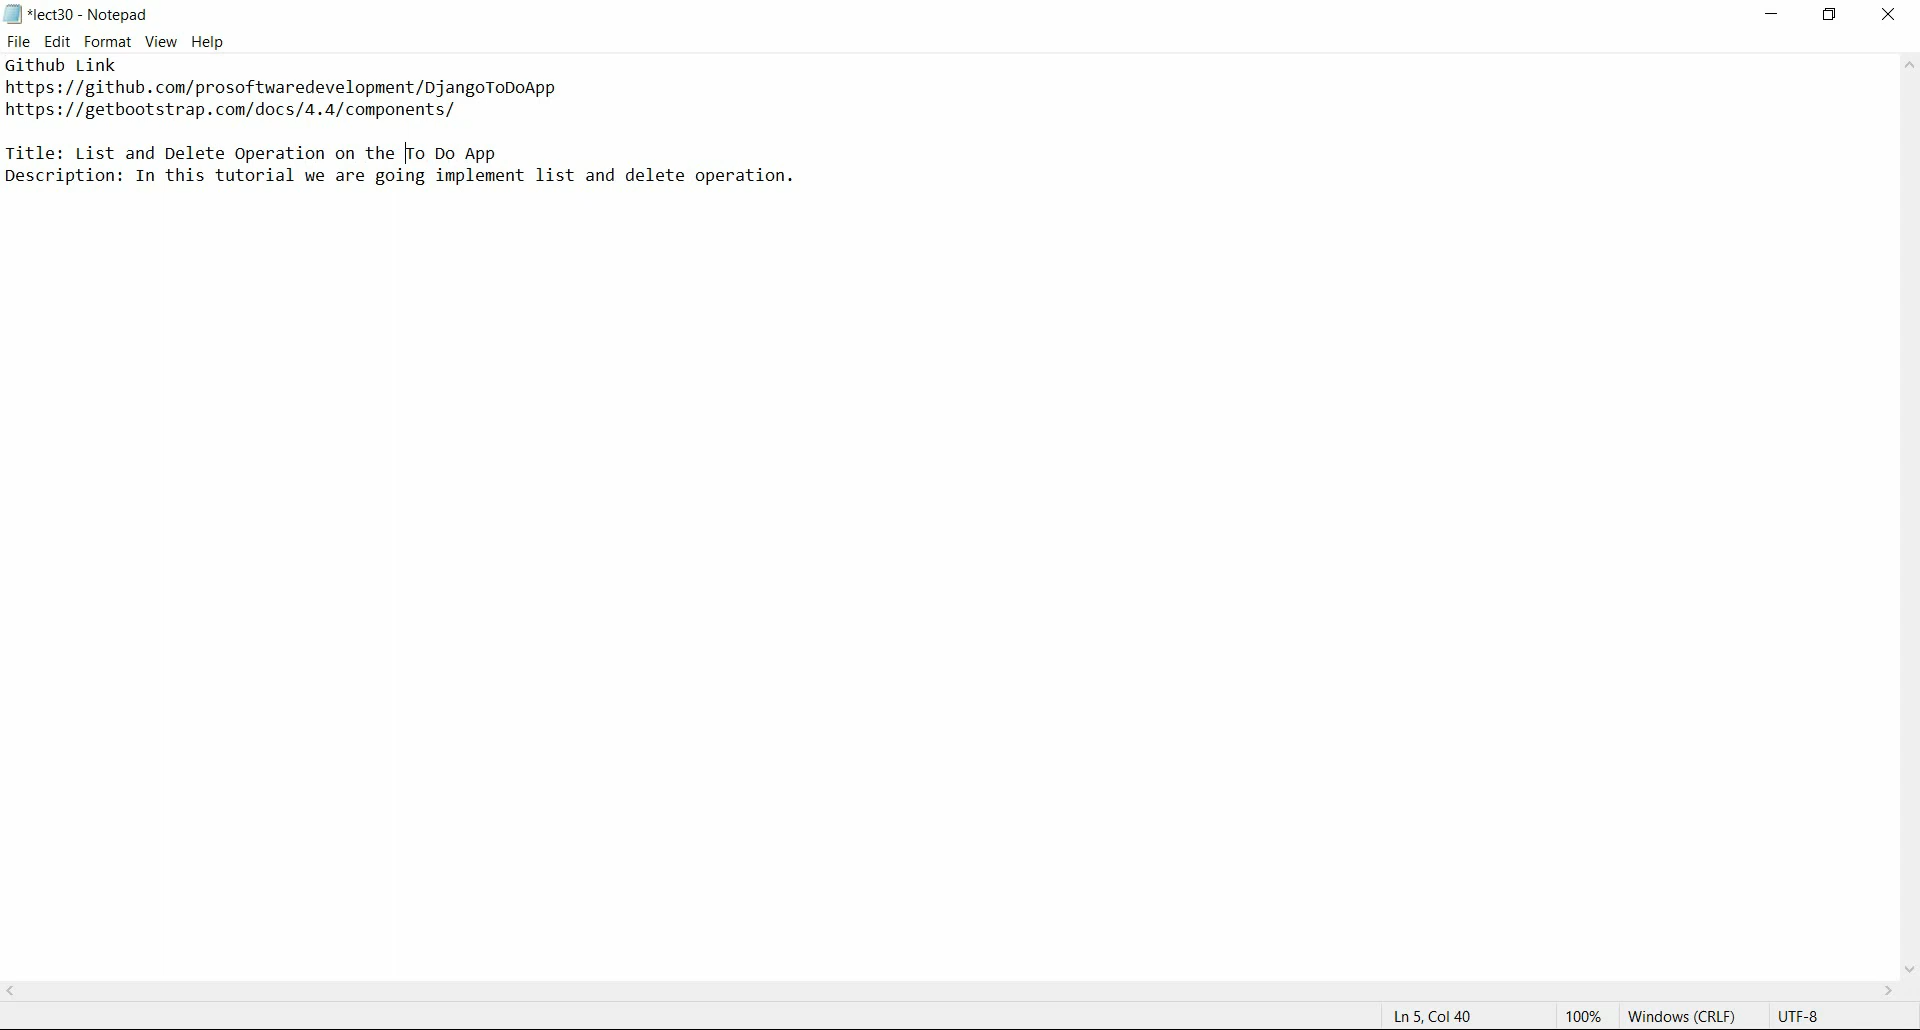 *lect30 - Notepad
File Edit Format View Help
Github Link
https://github.com/prosoftwaredevelopment/DjangoToDoApp
https://getbootstrap.com/docs/4.4/components/
Title: List and Delete Operation on the To Do App
Description: In this tutorial we are going implement list and delete operation.
Ln 5, Col 40 100% Windows (CRLF) UTF-8